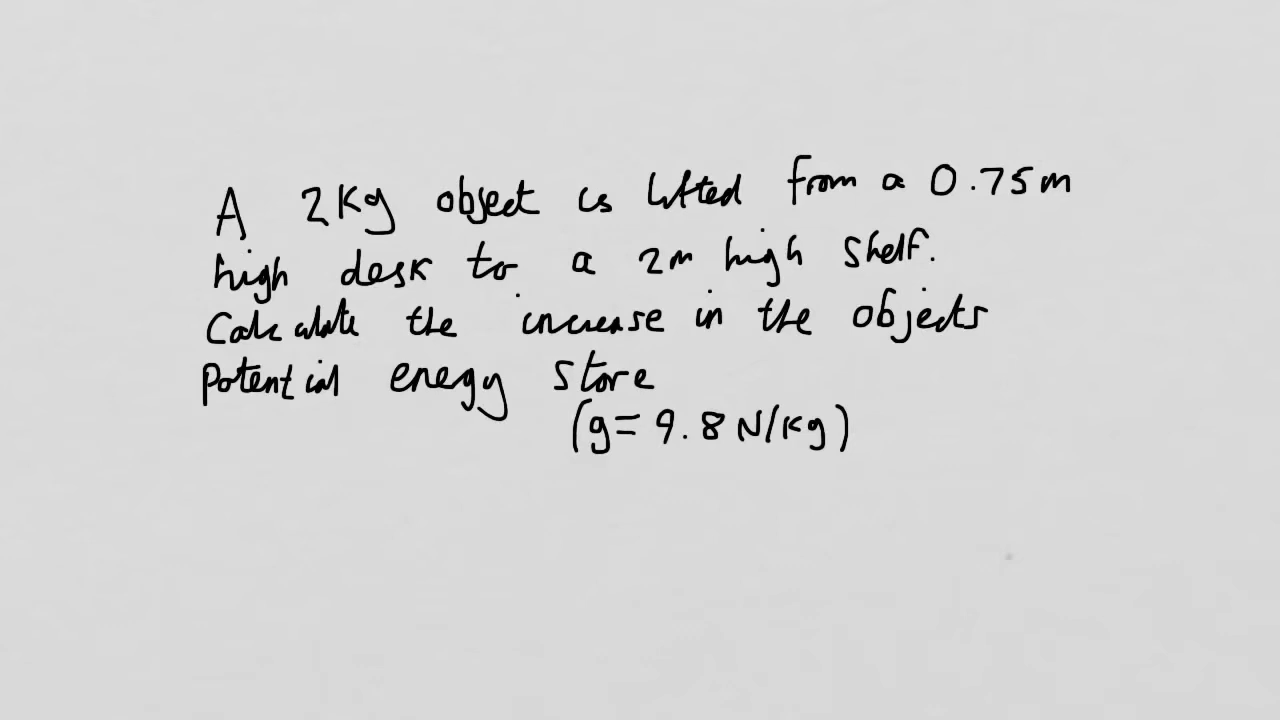 A 2Kg object is lifted from a 0.75m
high desk to a 2m high shelf.
Calculate the increase in the objects
potential energy store
(g= 9.8 N/Kg)